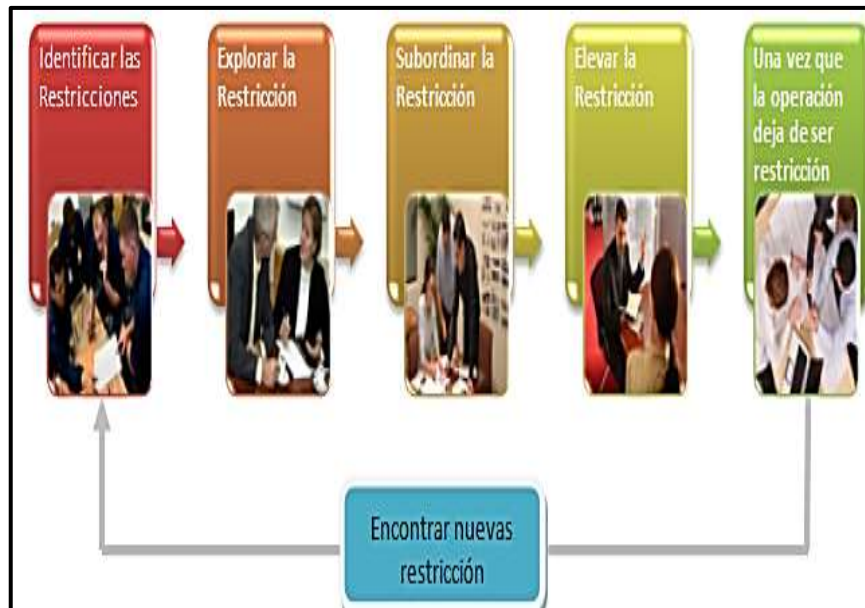 Identificar las
Restricciones
Explorar la
Restricción
Subordinar la
Restricción
Elevar la
Restricción
Una vez que
la operación
deja de ser
restricción
Encontrar nuevas
restricción